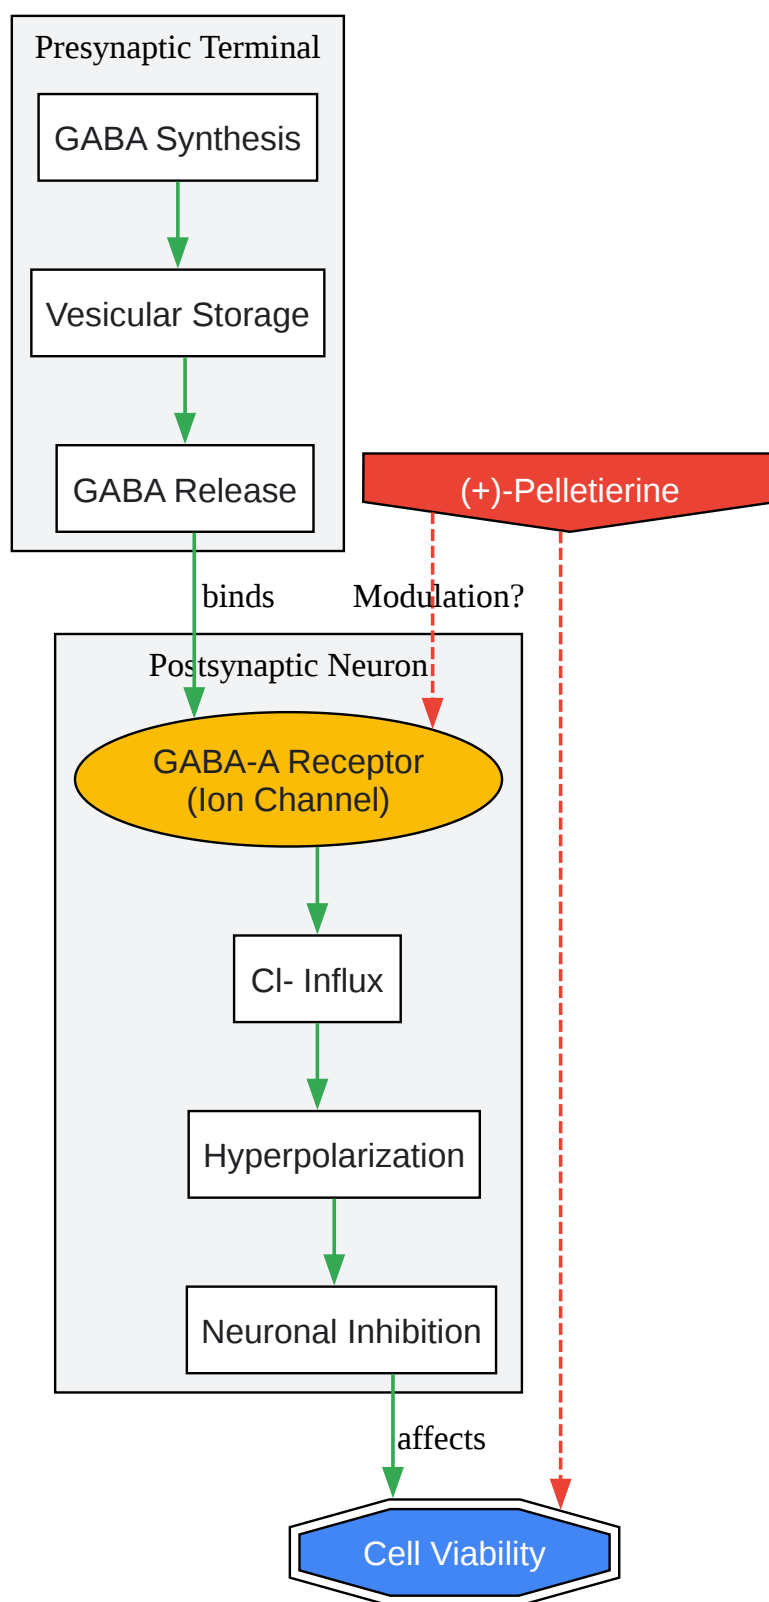 Presynaptic Terminal
GABA Synthesis
Vesicular Storage
GABA Release
(+)-Pelletierine
binds
Modulation?
Postsynaptic Neuron
GABA-A Receptor
(Ion Channel)
Cl- Influx
Hyperpolarization
Neuronal Inhibition
affects
Cell Viability